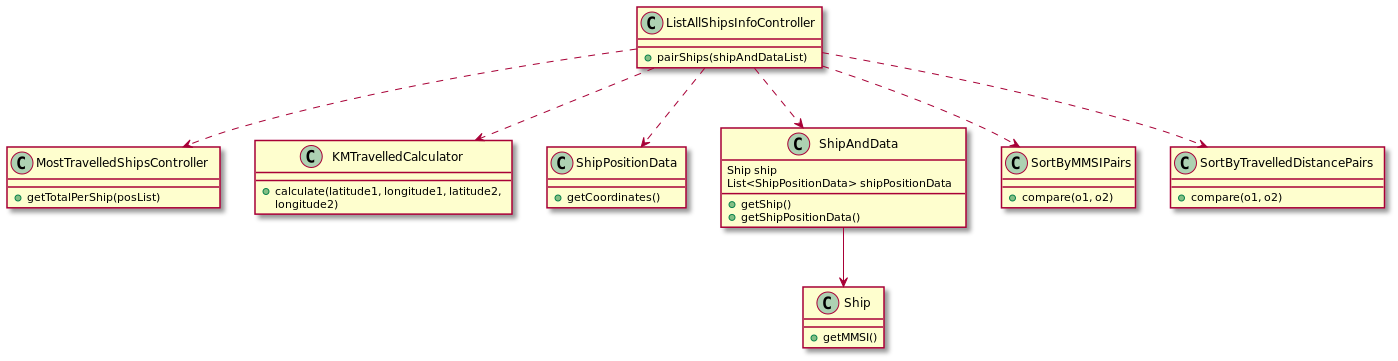 C ListAllShipsInfoController
pairShips(shipAndDataList)
C MostTravelledShipsController
getTotalPerShip(posList)
C KMTravelledCalculator
calculate(latitude1, longitude1, latitude2,
longitude2)
C ShipPositionData
getCoordinates()
C ShipAndData
Ship ship
List<ShipPositionData> shipPositionData
getShip()
getShipPositionData()
C SortByMMSIPairs
compare(o1, o2)
C SortByTravelledDistancePairs
compare(o1, o2)
C Ship
getMMSI()